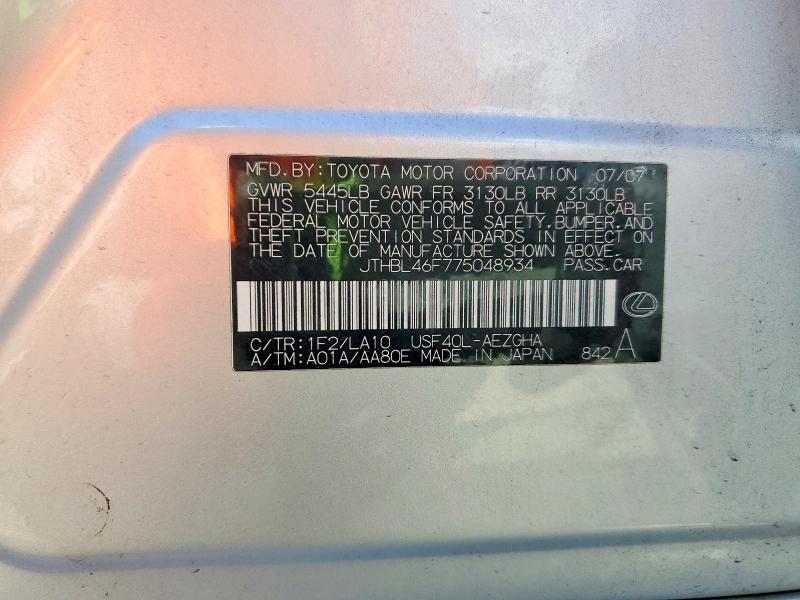 MFD. BY: TOYOTA MOTOR CORPORATION 07/07
GVWR 5445LB GAWR FR 3130LB RR 3130LB
THIS VEHICLE CONFORMS TO ALL APPLICABLE
FEDERAL MOTOR VEHICLE SAFETY, BUMPER, AND
THEFT PREVENTION STANDARDS IN EFFECT ON
THE DATE OF MANUFACTURE SHOWN ABOVE.
JTHBL46F775048934 PASS. CAR
C/TR: 1F2/LA10 USF40L-AEZGHA
A/TM: A01A/AA80E MADE IN JAPAN 842 A